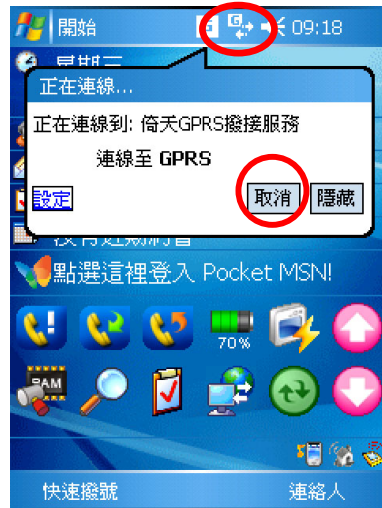 開始 G G 09:18
正在連線...
正在連線到: 倚天GPRS撥接服務
連線至 GPRS
設定 取消 隱藏
點選這裡登入 Pocket MSN!
70%
RAM
快速撥號 連絡人